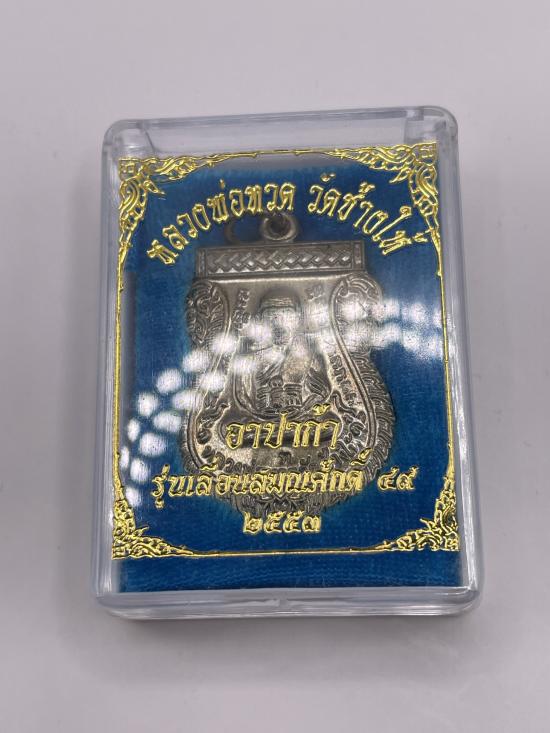 หลวงพ่อทวด วัดช้างให้
อาปาก้า
รุ่นเลื่อนสมณศักดิ์ ๔๙
๒๕๕๓